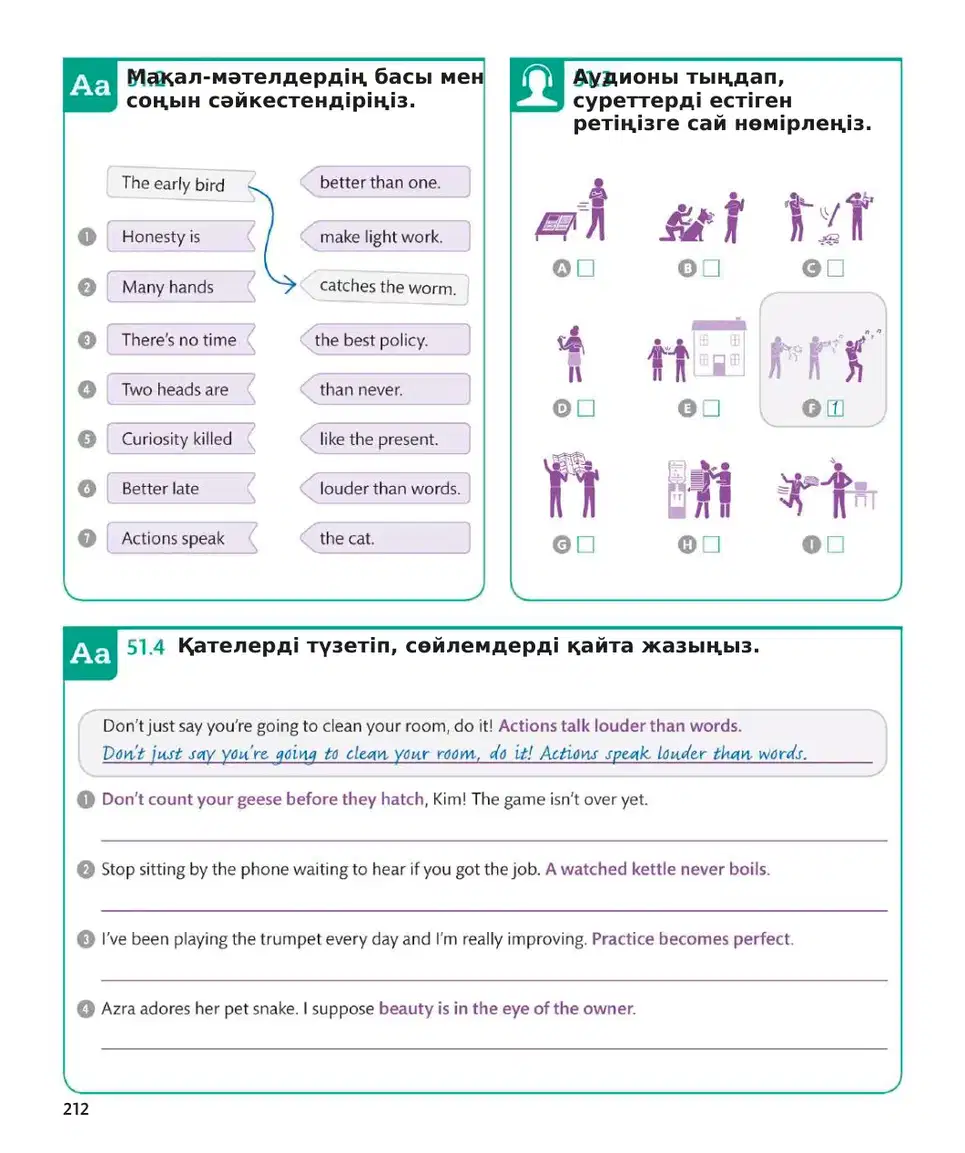 Aa
Мақал-мәтелдердің басы мен
соңын сәйкестендіріңіз.
The early bird
better than one.
1 Honesty is
make light work.
2 Many hands
catches the worm.
3 There's no time
the best policy.
4 Two heads are
than never.
5 Curiosity killed
like the present.
6 Better late
louder than words.
7 Actions speak
the cat.
Аудионы тыңдап,
суреттерді естіген
ретіңізге сай нөмірлеңіз.
A
B
C
D
E
F 1
G
H
I
Aa
51.4 Қателерді түзетіп, сөйлемдерді қайта жазыңыз.
Don't just say you're going to clean your room, do it! Actions talk louder than words.
Don't just say you're going to clean your room, do it! Actions speak louder than words.
1 Don't count your geese before they hatch, Kim! The game isn't over yet.
2 Stop sitting by the phone waiting to hear if you got the job. A watched kettle never boils.
3 I've been playing the trumpet every day and I'm really improving. Practice becomes perfect.
4 Azra adores her pet snake. I suppose beauty is in the eye of the owner.
212